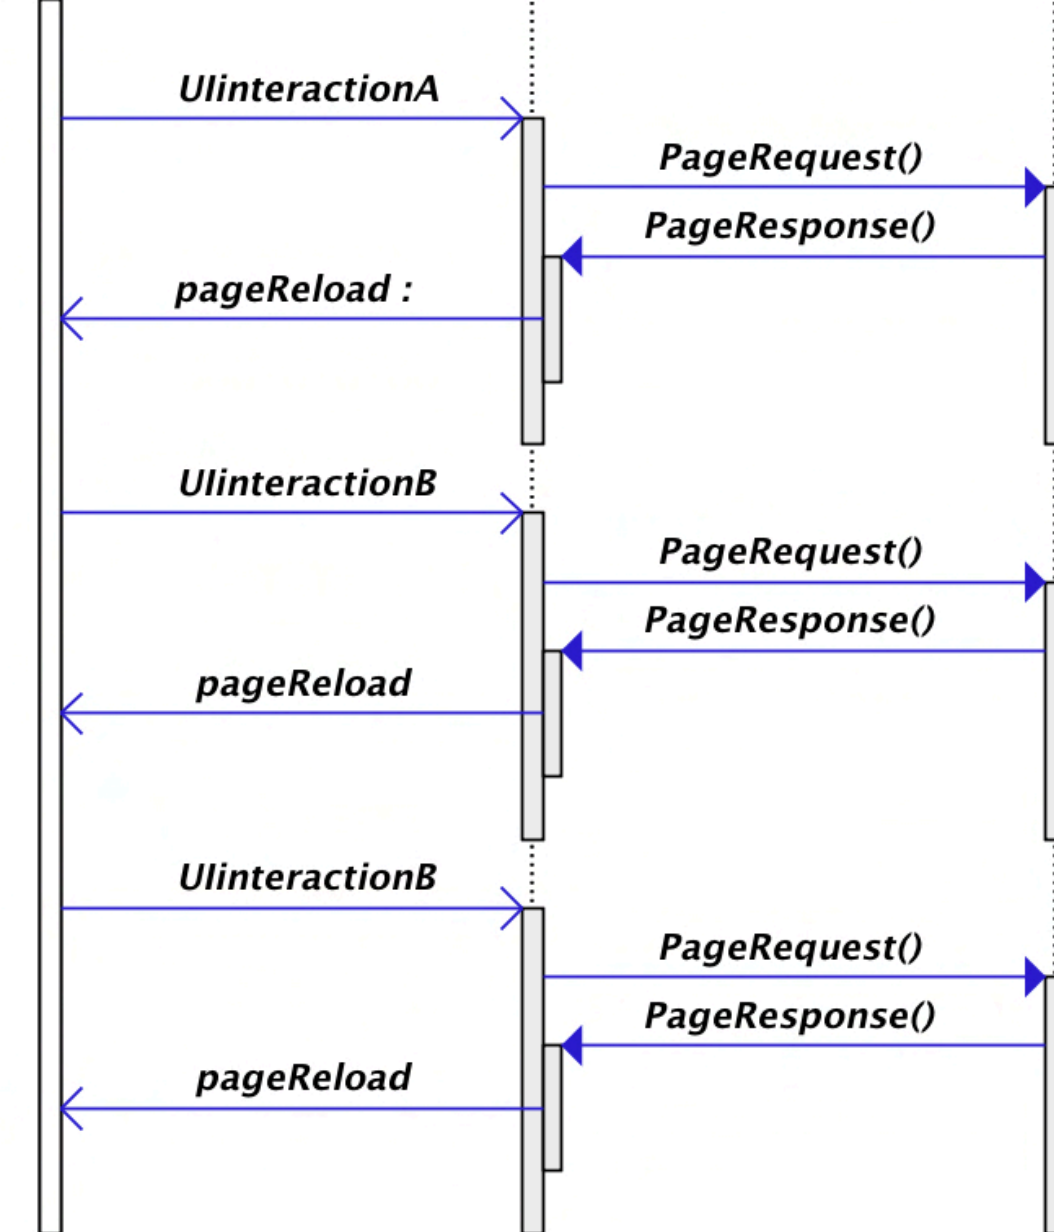 UIinteractionA
PageRequest()
PageResponse()
pageReload :
UIinteractionB
PageRequest()
PageResponse()
pageReload
UIinteractionB
PageRequest()
PageResponse()
pageReload